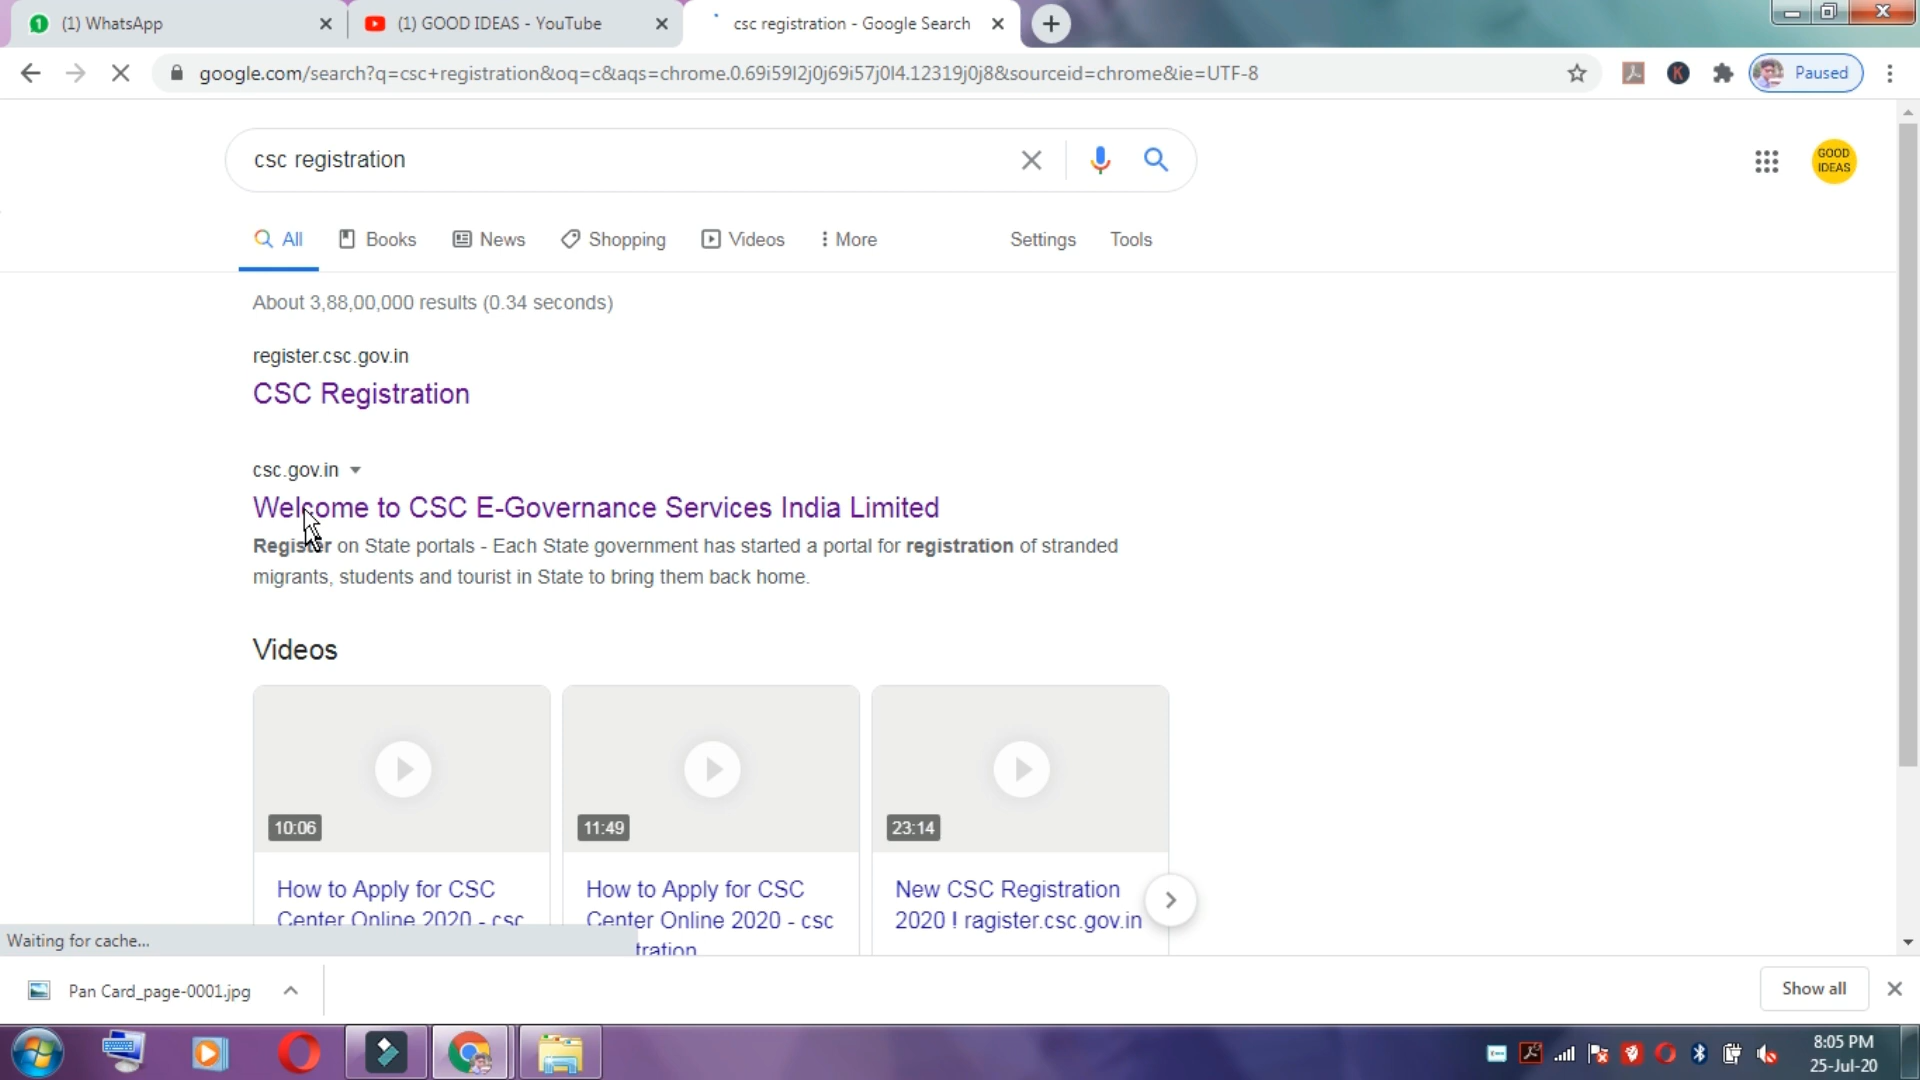 (1) WhatsApp
(1) GOOD IDEAS - YouTube
csc registration - Google Search
google.com/search?q=csc+registration&oq=c&aqs=chrome.0.69i59l2j0j69i57j0l4.12319j0j8&sourceid=chrome&ie=UTF-8
K
Paused
csc registration
GOOD
IDEAS
All Books News Shopping Videos More Settings Tools
About 3,88,00,000 results (0.34 seconds)
register.csc.gov.in
CSC Registration
csc.gov.in
Welcome to CSC E-Governance Services India Limited
Register on State portals - Each State government has started a portal for registration of stranded
migrants, students and tourist in State to bring them back home.
Videos
10:06
11:49
23:14
How to Apply for CSC
Center Online 2020 - csc
How to Apply for CSC
Center Online 2020 - csc
tration
New CSC Registration
2020 ! ragister.csc.gov.in
Waiting for cache...
Pan Card_page-0001.jpg
Show all
8:05 PM
25-Jul-20